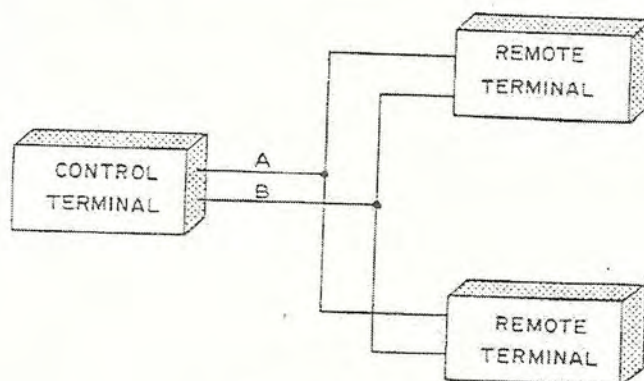 REMOTE
TERMINAL
CONTROL
TERMINAL
A
B
REMOTE
TERMINAL